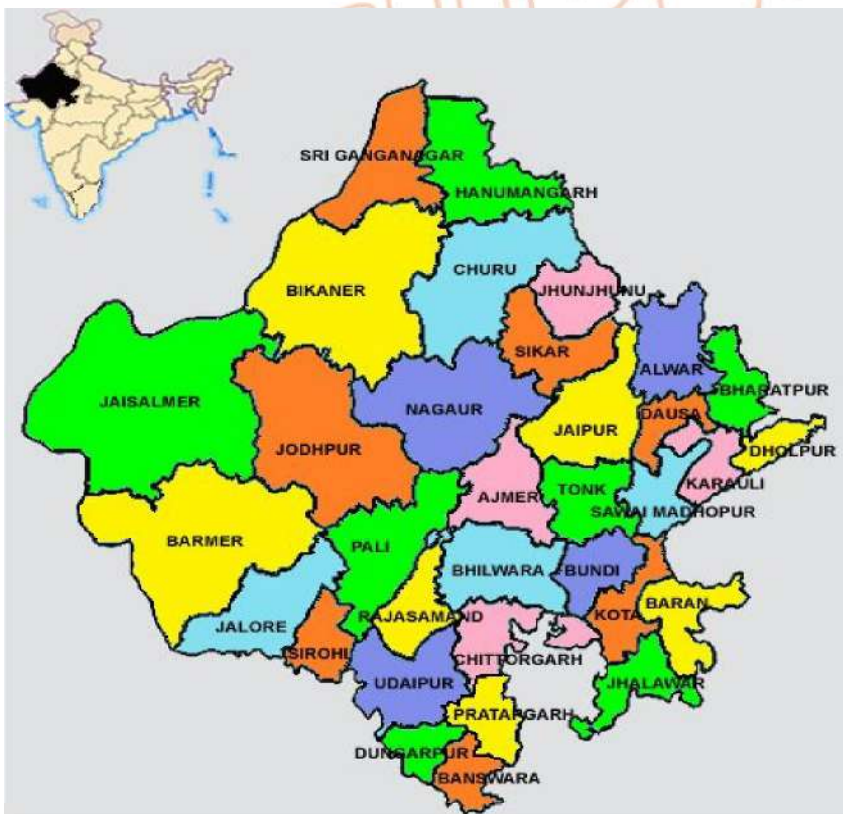 SRI GANGANAGAR
HANUMANGARH
CHURU
BIKANER
JHUNJHUNU
SIKAR
ALWAR
BHARATPUR
JAISALMER
NAGAUR
DAUSA
JAIPUR
JODHPUR
DHOLPUR
KARAULI
TONK
AJMER
SAWAI MADHOPUR
BARMER
PALI
BHILWARA
BUNDI
BARAN
RAJASAMAND
KOTA
JALORE
SIROHI
CHITTORGARH
UDAIPUR
JHALAWAR
PRATAPGARH
DUNGARPUR
BANSWARA